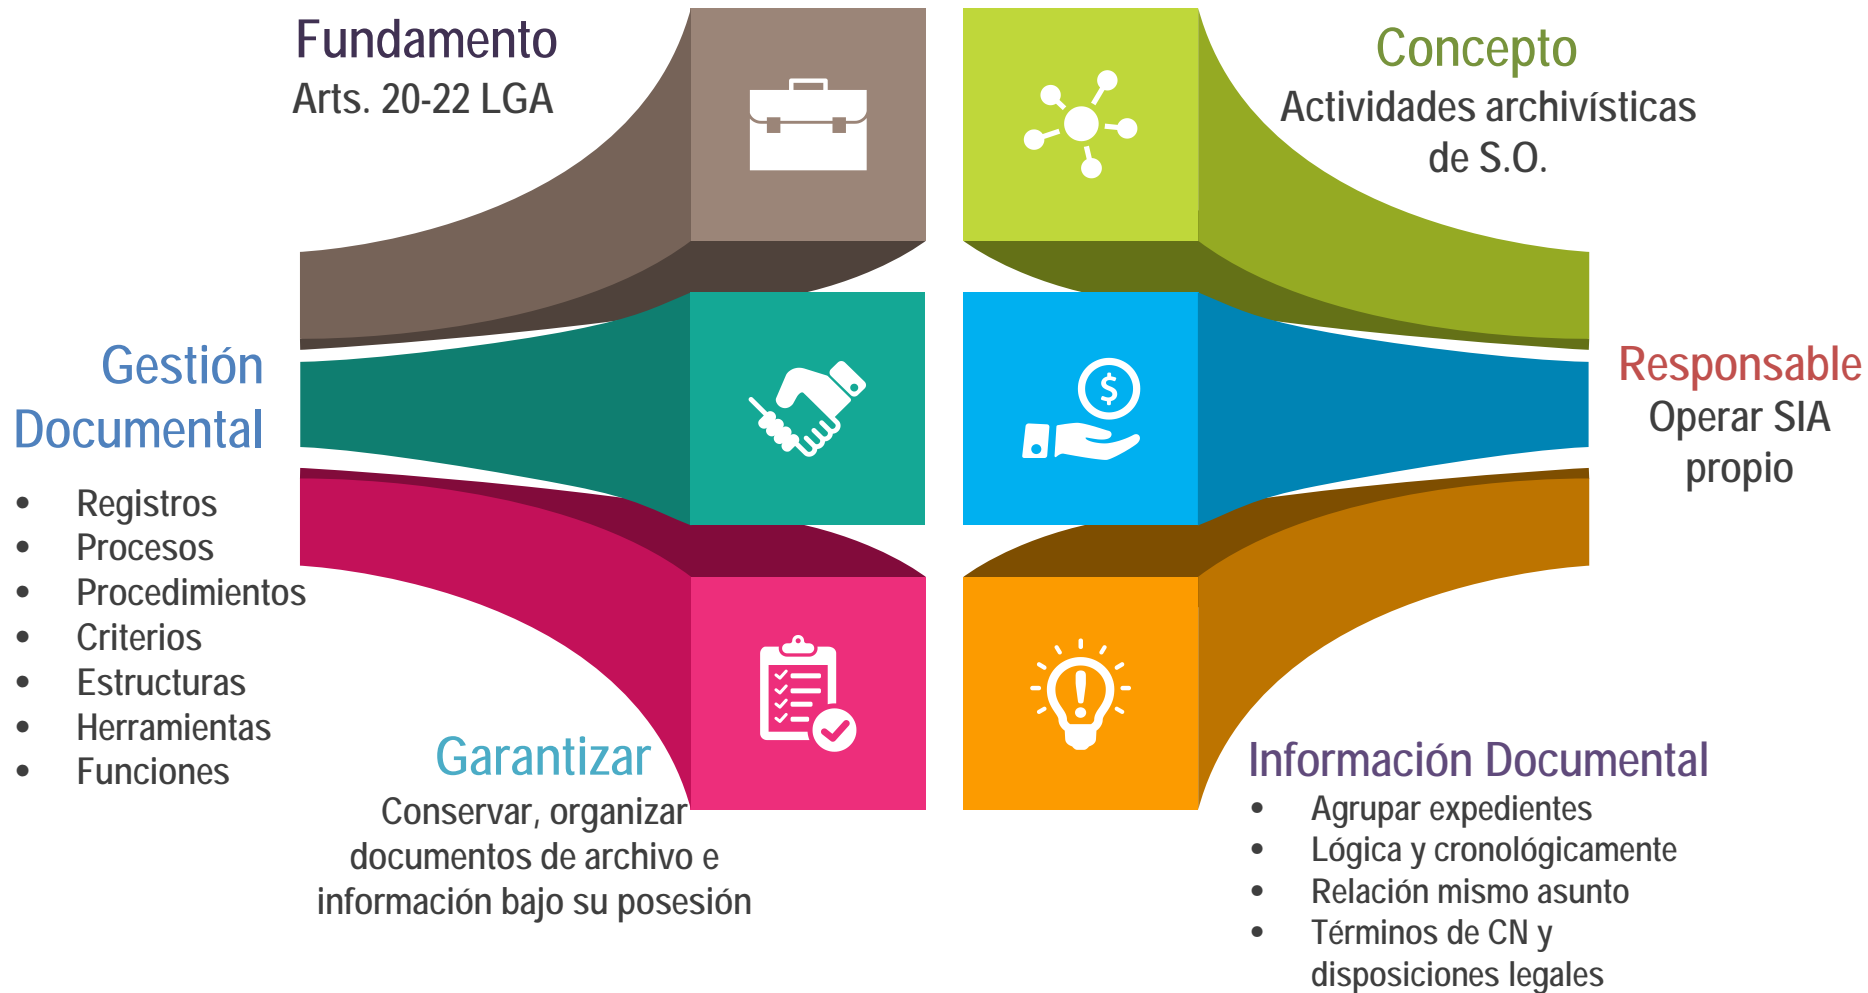 Fundamento
Arts. 20-22 LGA
Concepto
Actividades archivísticas
de S.O.
Gestión
Documental
• Registros
• Procesos
• Procedimientos
• Criterios
• Estructuras
• Herramientas
• Funciones
Responsable
Operar SIA
propio
$
Garantizar
Conservar, organizar
documentos de archivo e
información bajo su posesión
Información Documental
• Agrupar expedientes
• Lógica y cronológicamente
• Relación mismo asunto
• Términos de CN y
disposiciones legales